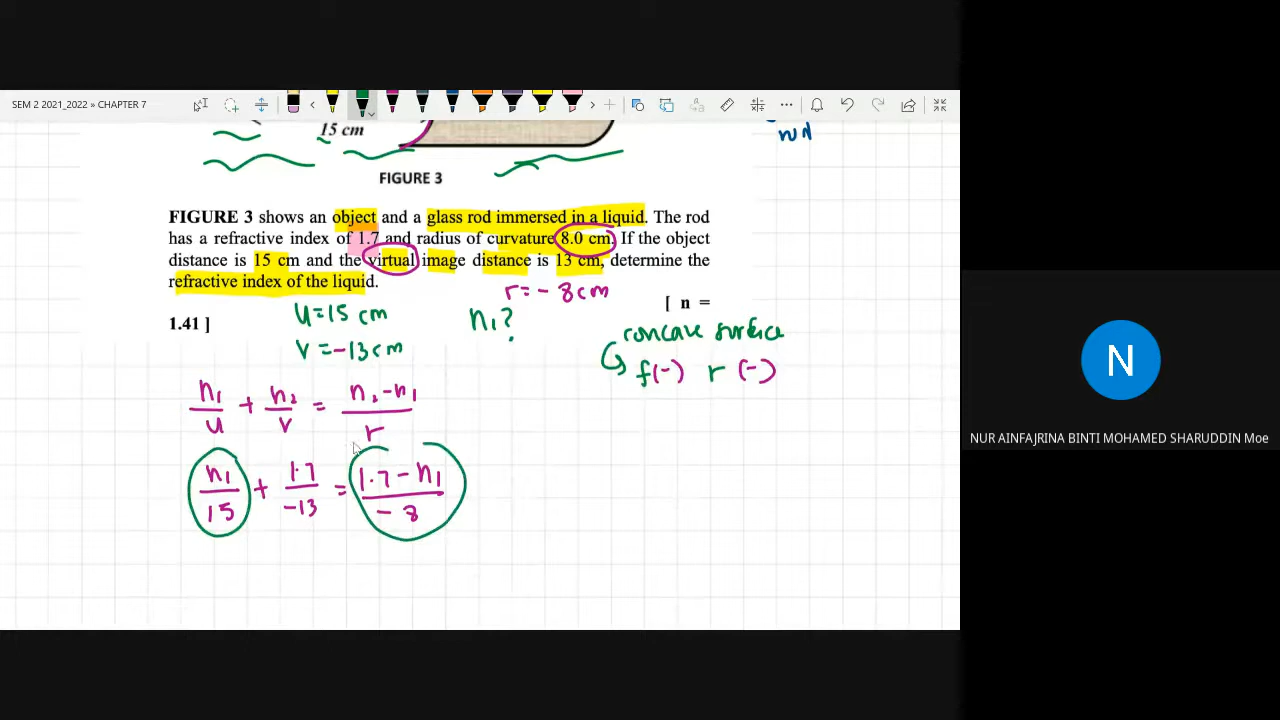 SEM 2 2021_2022 » CHAPTER 7
15 cm
FIGURE 3
FIGURE 3 shows an object and a glass rod immersed in a liquid. The rod
has a refractive index of 1.7 and radius of curvature 8.0 cm. If the object
distance is 15 cm and the virtual image distance is 13 cm, determine the
refractive index of the liquid.
r = - 8cm
[ n =
1.41 ]
u = 15 cm
n₁?
v = -13 cm
concave surface
f(-) r (-)
n₁/u + n₂/v = n₂-n₁/r
n₁/15 + 1.7/-13 = 1.7-n₁/-8
N
NUR AINFAJRINA BINTI MOHAMED SHARUDDIN Moe